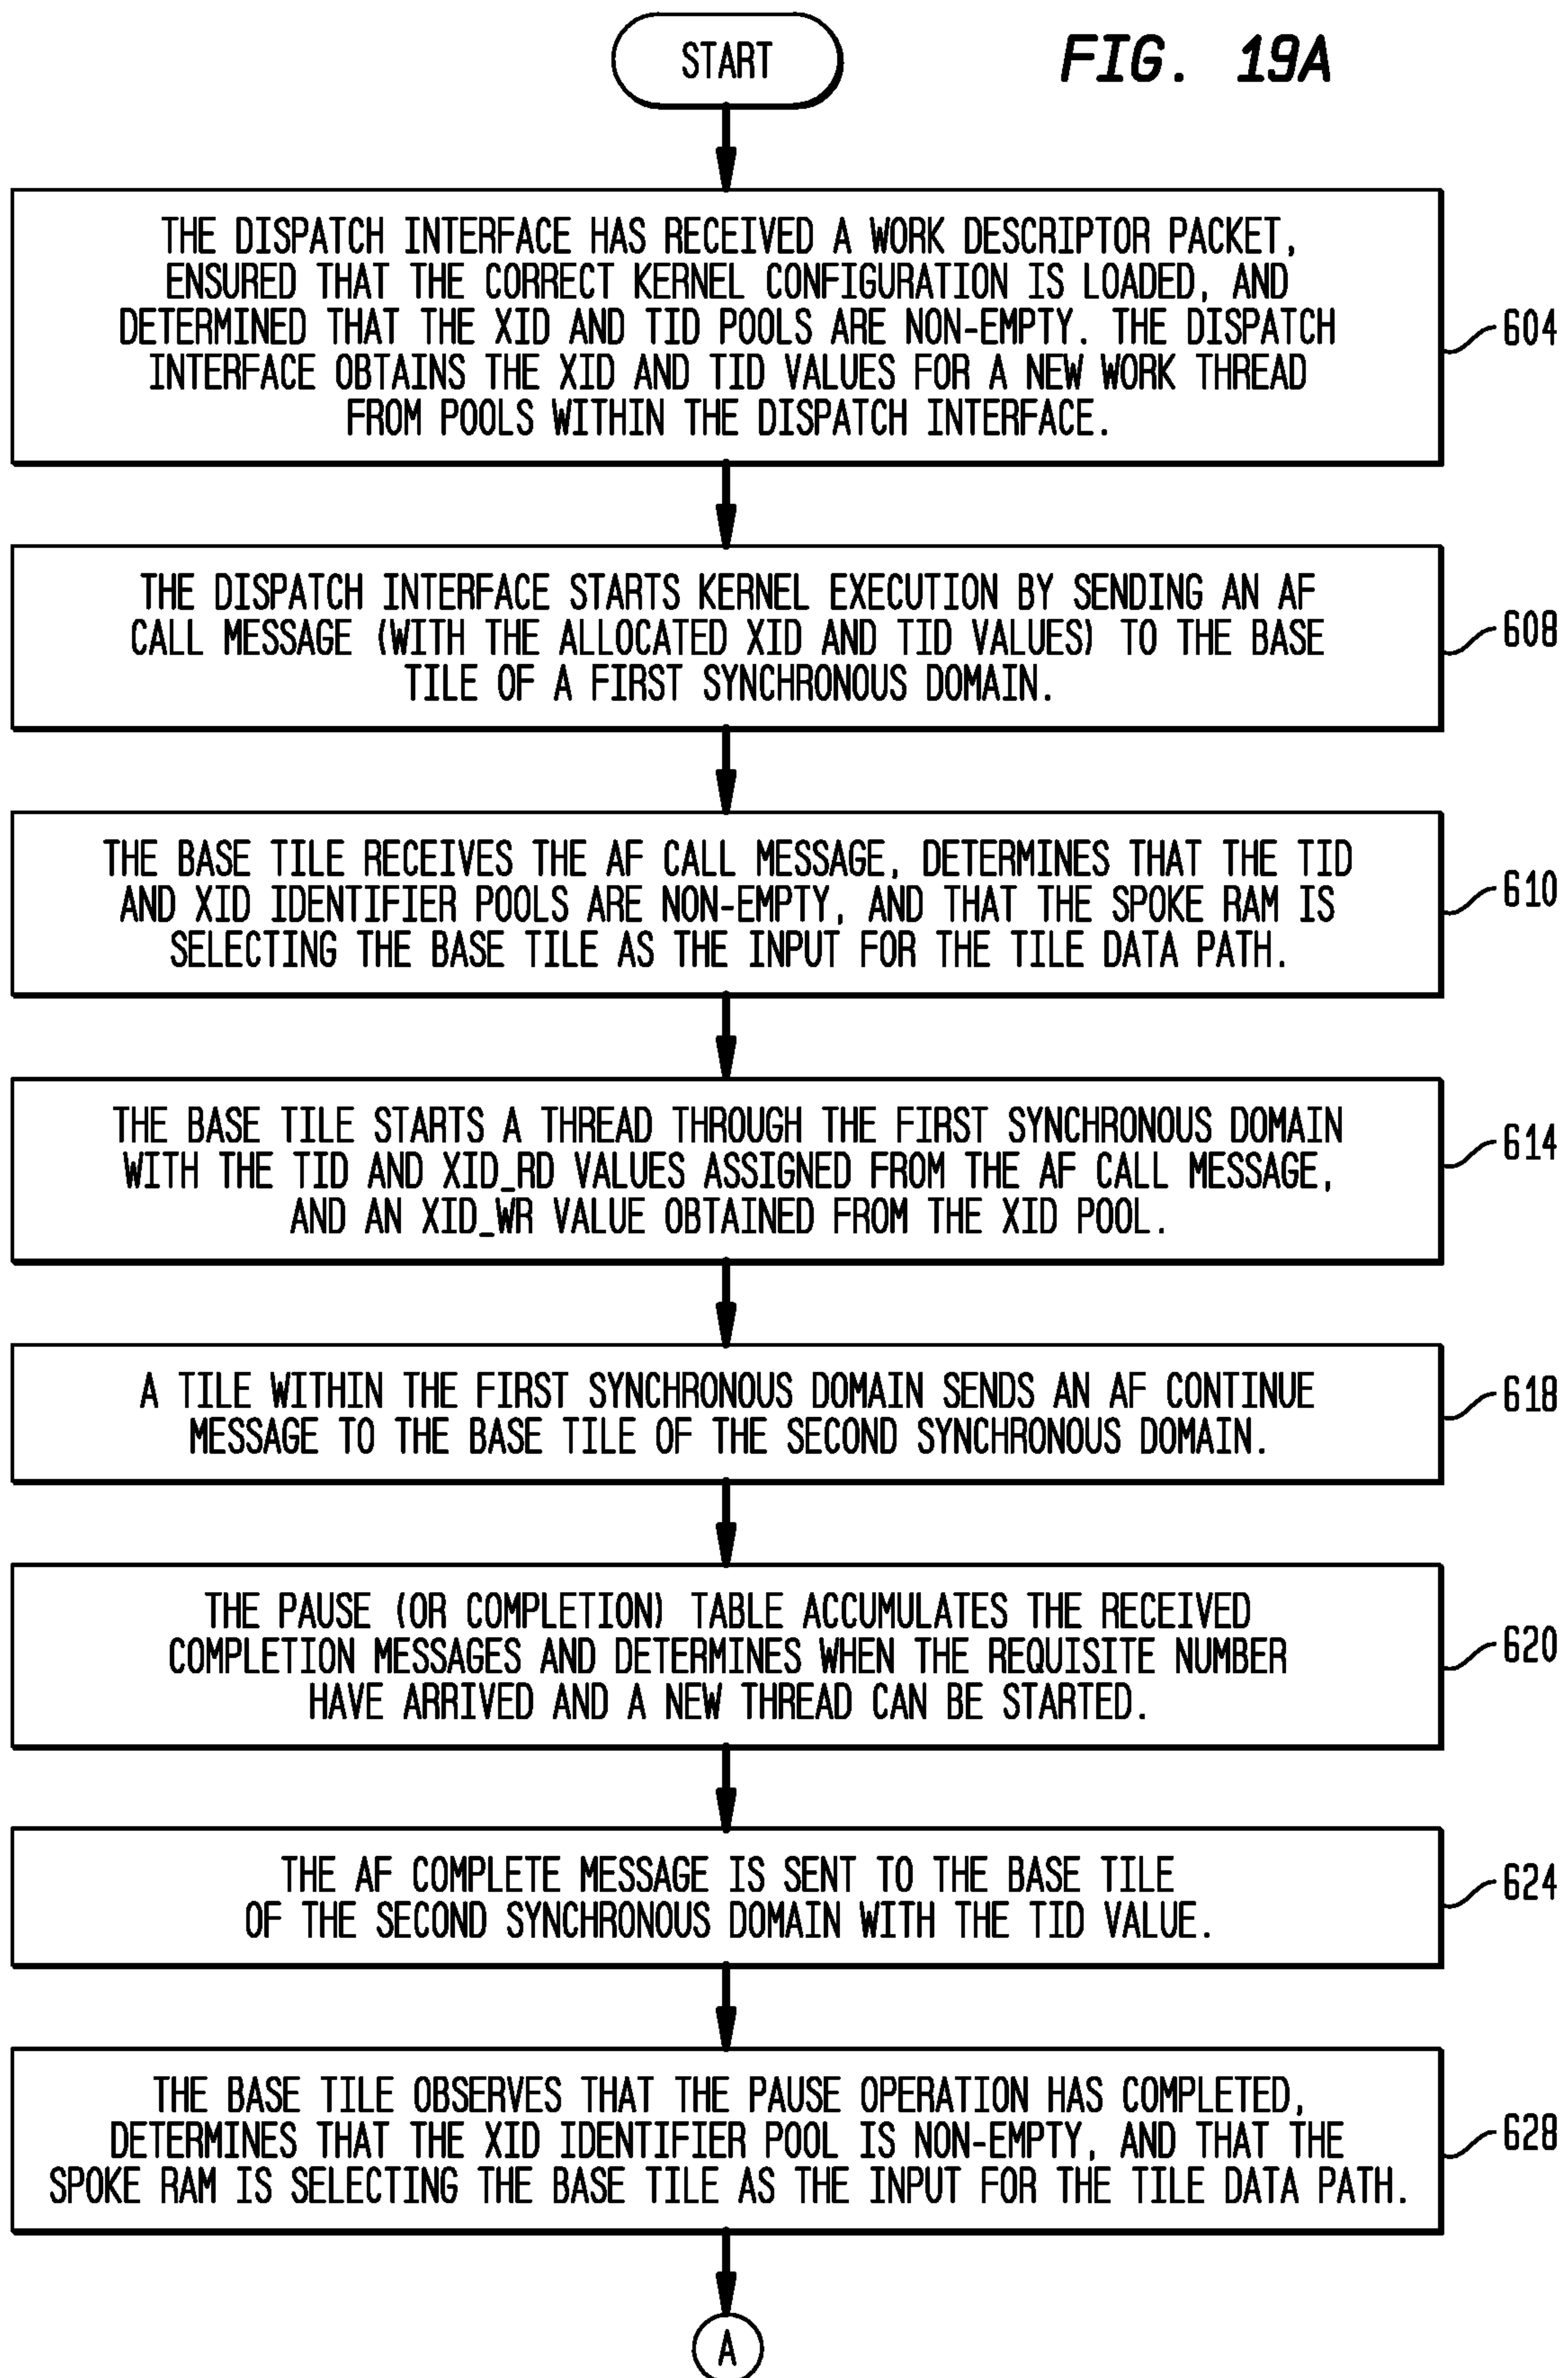 START
FIG. 19A
THE DISPATCH INTERFACE HAS RECEIVED A WORK DESCRIPTOR PACKET,
ENSURED THAT THE CORRECT KERNEL CONFIGURATION IS LOADED, AND
DETERMINED THAT THE XID AND TID POOLS ARE NON-EMPTY. THE DISPATCH
INTERFACE OBTAINS THE XID AND TID VALUES FOR A NEW WORK THREAD
FROM POOLS WITHIN THE DISPATCH INTERFACE.
604
THE DISPATCH INTERFACE STARTS KERNEL EXECUTION BY SENDING AN AF
CALL MESSAGE (WITH THE ALLOCATED XID AND TID VALUES) TO THE BASE
TILE OF A FIRST SYNCHRONOUS DOMAIN.
608
THE BASE TILE RECEIVES THE AF CALL MESSAGE, DETERMINES THAT THE TID
AND XID IDENTIFIER POOLS ARE NON-EMPTY, AND THAT THE SPOKE RAM IS
SELECTING THE BASE TILE AS THE INPUT FOR THE TILE DATA PATH.
610
THE BASE TILE STARTS A THREAD THROUGH THE FIRST SYNCHRONOUS DOMAIN
WITH THE TID AND XID_RD VALUES ASSIGNED FROM THE AF CALL MESSAGE,
AND AN XID_WR VALUE OBTAINED FROM THE XID POOL.
614
A TILE WITHIN THE FIRST SYNCHRONOUS DOMAIN SENDS AN AF CONTINUE
MESSAGE TO THE BASE TILE OF THE SECOND SYNCHRONOUS DOMAIN.
618
THE PAUSE (OR COMPLETION) TABLE ACCUMULATES THE RECEIVED
COMPLETION MESSAGES AND DETERMINES WHEN THE REQUISITE NUMBER
HAVE ARRIVED AND A NEW THREAD CAN BE STARTED.
620
THE AF COMPLETE MESSAGE IS SENT TO THE BASE TILE
OF THE SECOND SYNCHRONOUS DOMAIN WITH THE TID VALUE.
624
THE BASE TILE OBSERVES THAT THE PAUSE OPERATION HAS COMPLETED,
DETERMINES THAT THE XID IDENTIFIER POOL IS NON-EMPTY, AND THAT THE
SPOKE RAM IS SELECTING THE BASE TILE AS THE INPUT FOR THE TILE DATA PATH.
628
A